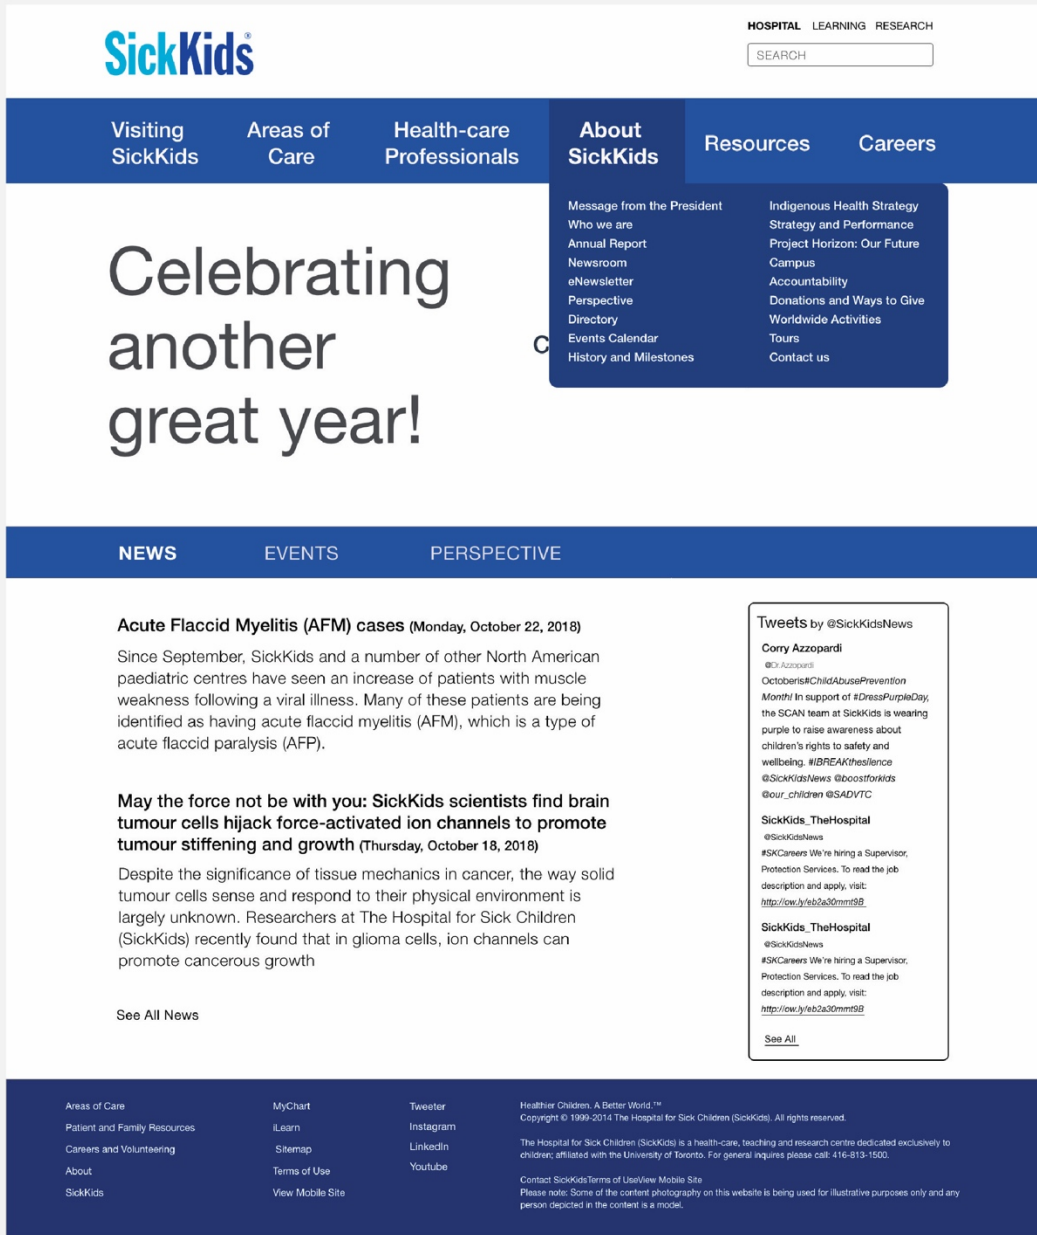 SickKids®
HOSPITAL LEARNING RESEARCH
SEARCH
Visiting
SickKids
Areas of
Care
Health-care
Professionals
About
SickKids
Resources
Careers
Message from the President
Who we are
Annual Report
Newsroom
eNewsletter
Perspective
Directory
Events Calendar
History and Milestones
Indigenous Health Strategy
Strategy and Performance
Project Horizon: Our Future
Campus
Accountability
Donations and Ways to Give
Worldwide Activities
Tours
Contact us
Celebrating
another
great year!
C
NEWS EVENTS PERSPECTIVE
Acute Flaccid Myelitis (AFM) cases (Monday, October 22, 2018)
Since September, SickKids and a number of other North American
paediatric centres have seen an increase of patients with muscle
weakness following a viral illness. Many of these patients are being
identified as having acute flaccid myelitis (AFM), which is a type of
acute flaccid paralysis (AFP).
May the force not be with you: SickKids scientists find brain
tumour cells hijack force-activated ion channels to promote
tumour stiffening and growth (Thursday, October 18, 2018)
Despite the significance of tissue mechanics in cancer, the way solid
tumour cells sense and respond to their physical environment is
largely unknown. Researchers at The Hospital for Sick Children
(SickKids) recently found that in glioma cells, ion channels can
promote cancerous growth
See All News
Tweets by @SickKidsNews
Corry Azzopardi
@Dr.Azzopardi
Octoberis#ChildAbusePrevention
Month! In support of #DressPurpleDay,
the SCAN team at SickKids is wearing
purple to raise awareness about
children's rights to safety and
wellbeing. #IBREAKthesilence
@SickKidsNews @boostforkids
@our_children @SADVTC
SickKids_TheHospital
@SickKidsNews
#SKCareers We're hiring a Supervisor,
Protection Services. To read the job
description and apply, visit:
http://ow.ly/eb2a30mmt9B
SickKids_TheHospital
@SickKidsNews
#SKCareers We're hiring a Supervisor,
Protection Services. To read the job
description and apply, visit:
http://ow.ly/eb2a30mmt9B
See All
Areas of Care
Patient and Family Resources
Careers and Volunteering
About
SickKids
MyChart
iLearn
Sitemap
Terms of Use
View Mobile Site
Tweeter
Instagram
LinkedIn
Youtube
Healthier Children. A Better World.™
Copyright © 1999-2014 The Hospital for Sick Children (SickKids). All rights reserved.
The Hospital for Sick Children (SickKids) is a health-care, teaching and research centre dedicated exclusively to
children; affiliated with the University of Toronto. For general inquires please call: 416-813-1500.
Contact SickKidsTerms of UseView Mobile Site
Please note: Some of the content photography on this website is being used for illustrative purposes only and any
person depicted in the content is a model.